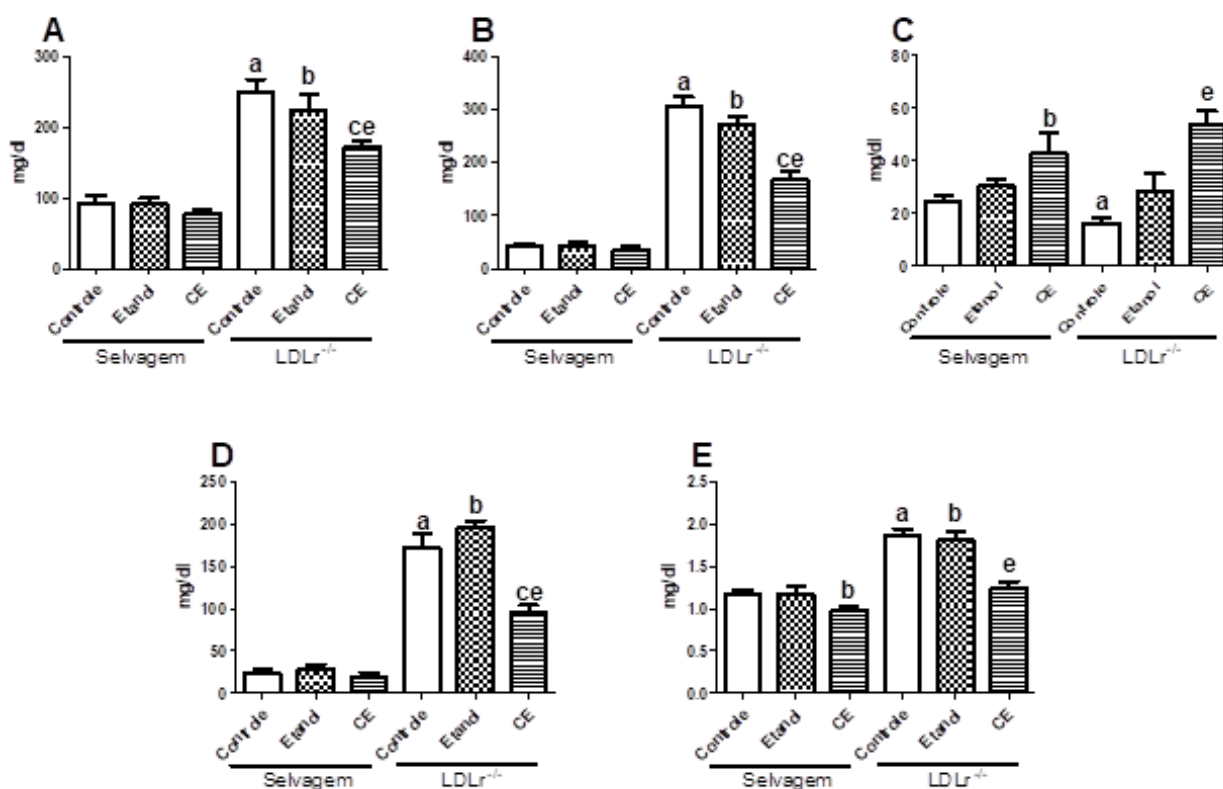 A
mg/dl
300
200
100
0
a
b
ce
Controle
Etanol
CE
Controle
Etanol
CE
Selvagem
LDLr-/-
B
mg/dl
400
300
200
100
0
a
b
ce
Controle
Etanol
CE
Controle
Etanol
CE
Selvagem
LDLr-/-
C
mg/dl
80
60
40
20
0
b
a
e
Controle
Etanol
CE
Controle
Etanol
CE
Selvagem
LDLr-/-
D
mg/dl
250
200
150
100
50
0
a
b
ce
Controle
Etanol
CE
Controle
Etanol
CE
Selvagem
LDLr-/-
E
mg/dl
2.5
2.0
1.5
1.0
0.5
0.0
b
a
b
e
Controle
Etanol
CE
Controle
Etanol
CE
Selvagem
LDLr-/-